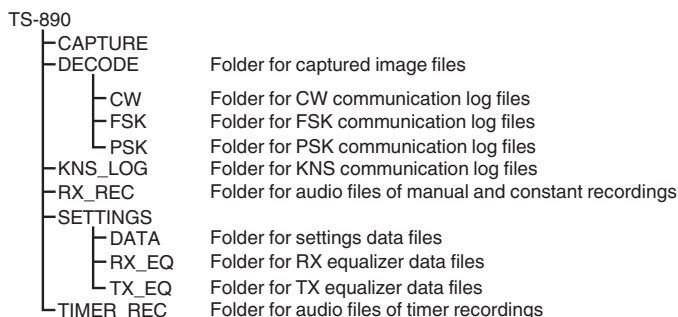 TS-890
CAPTURE
DECODE Folder for captured image files
CW Folder for CW communication log files
FSK Folder for FSK communication log files
PSK Folder for PSK communication log files
KNS_LOG Folder for KNS communication log files
RX_REC Folder for audio files of manual and constant recordings
SETTINGS
DATA Folder for settings data files
RX_EQ Folder for RX equalizer data files
TX_EQ Folder for TX equalizer data files
TIMER_REC Folder for audio files of timer recordings